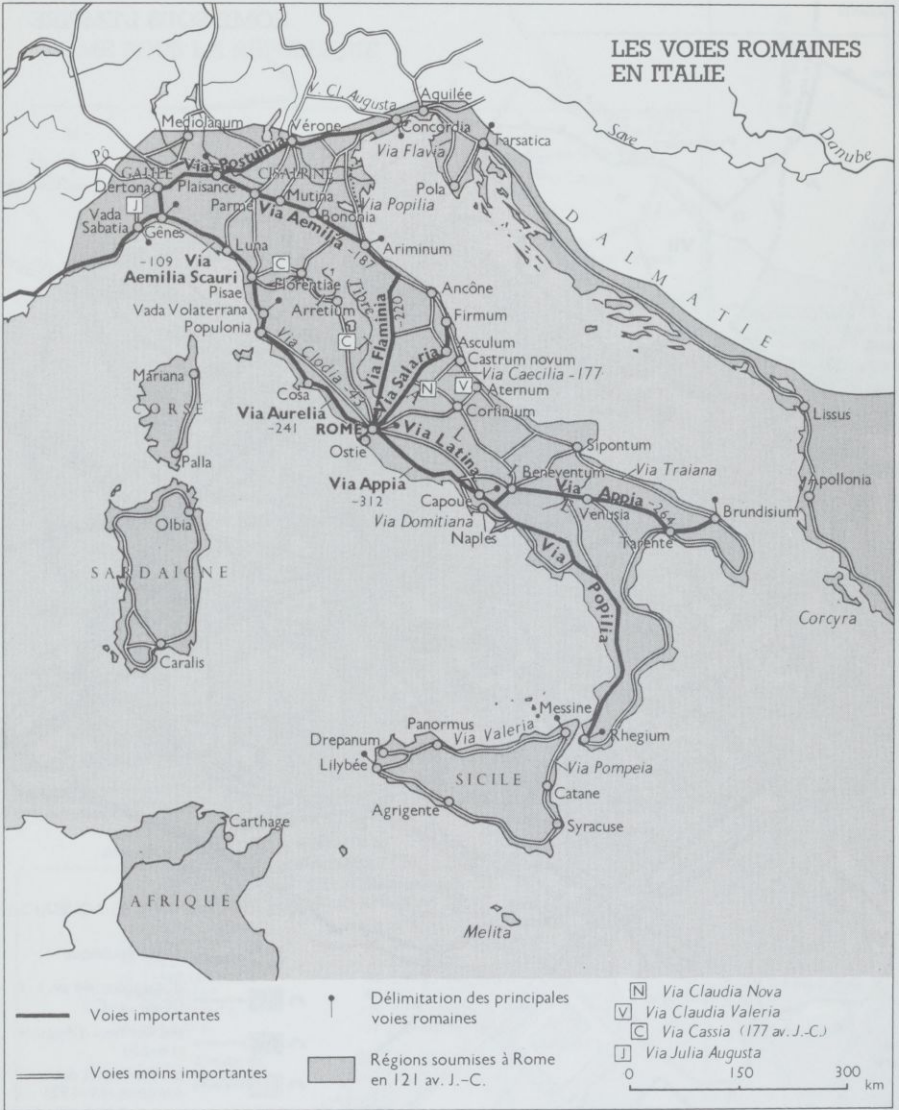 LES VOIES ROMAINES
EN ITALIE
V. Cl. Augusta
Aquilée
Mediolanum
Vérone
Concordia
Tarsatica
Save
Danube
Via Flavia
Pô
Via Postumia
GAULE
CISALPINE
Dertona
Plaisance
Pola
Parme
Mutina
Bononia
Via Popilia
J
Vada
Sabatia
Gênes
Via Aemilia
-187
Ariminum
DALMATIE
-109
Via
Aemilia Scauri
Luna
C
Florentiae
Pisae
Arretium
Tibre
Ancône
Vada Volaterrana
Populonia
C
Via Flaminia
-220
Firmum
Via Clodia -43
Via Salaria
Asculum
Castrum novum
Via Caecilia -177
Mariana
CORSE
Cosa
N
V
Aternum
Corfinium
Lissus
Via Aurelia
-241
ROME
Ostie
Via Latina
Sipontum
Palla
Beneventum
Via Traiana
Apollonia
Via Appia
-312
Capoue
Via Appia -264
Venusia
Brundisium
Olbia
Via Domitiana
Naples
Tarente
SARDAIGNE
Via Popilia
Corcyra
Caralis
Messine
Panormus
Via Valeria
Rhegium
Drepanum
Lilybée
Via Pompeia
SICILE
Catane
Agrigente
Carthage
Syracuse
AFRIQUE
Melita
Voies importantes
Voies moins importantes
Délimitation des principales
voies romaines
Régions soumises à Rome
en 121 av. J.-C.
N Via Claudia Nova
V Via Claudia Valeria
C Via Cassia (177 av. J.-C.)
J Via Julia Augusta
0 150 300
km